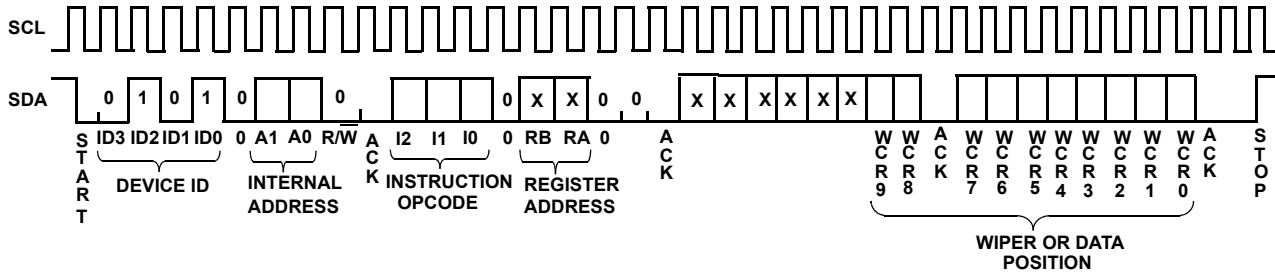 SCL
SDA
0 1 0 1 0 0 0 X X 0 0 X X X X X X
START ID3 ID2 ID1 ID0 0 A1 A0 R/W ACK I2 I1 I0 0 RB RA 0 ACK WCR9 WCR8 ACK WCR7 WCR6 WCR5 WCR4 WCR3 WCR2 WCR1 WCR0 ACK STOP
DEVICE ID
INTERNAL
ADDRESS
INSTRUCTION
OPCODE
REGISTER
ADDRESS
WIPER OR DATA
POSITION